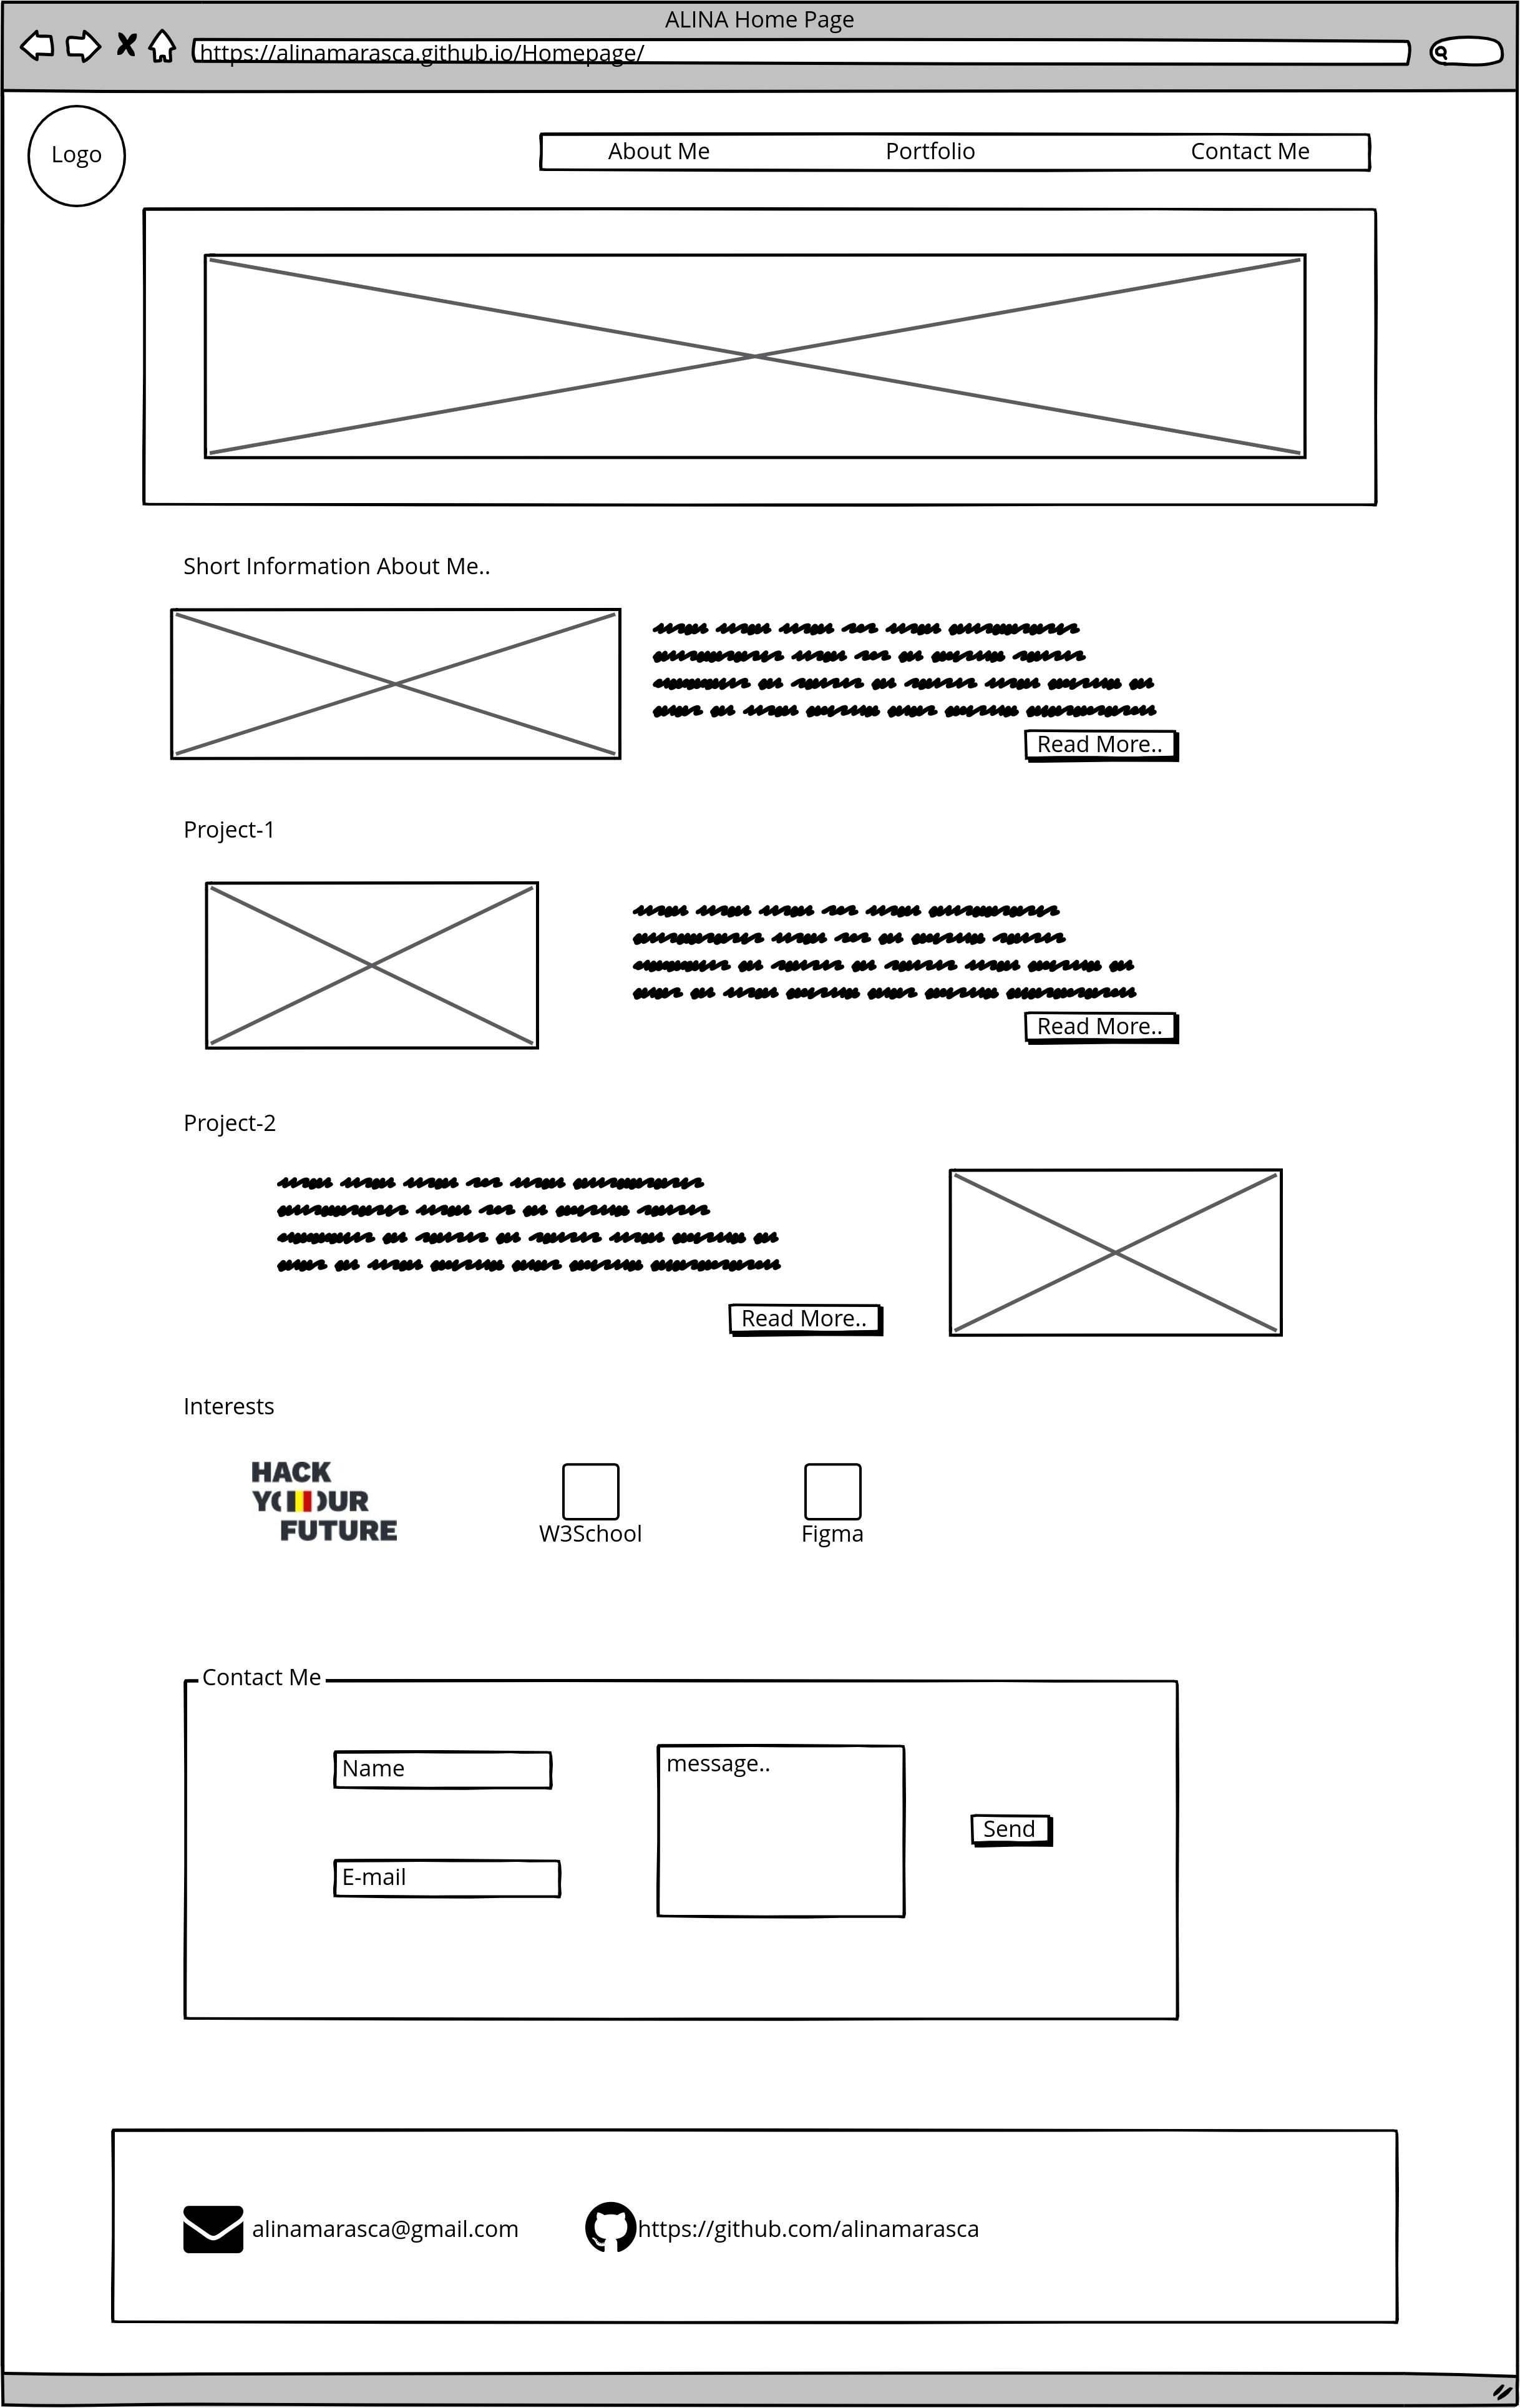 ALINA Home Page
https://alinamarasca.github.io/Homepage/
Logo
About Me
Portfolio
Contact Me
Short Information About Me..
Read More..
Project-1
Read More..
Project-2
Read More..
Interests
HACK
YOUR
FUTURE
W3School
Figma
Contact Me
Name
message..
Send
E-mail
alinamarasca@gmail.com
https://github.com/alinamarasca